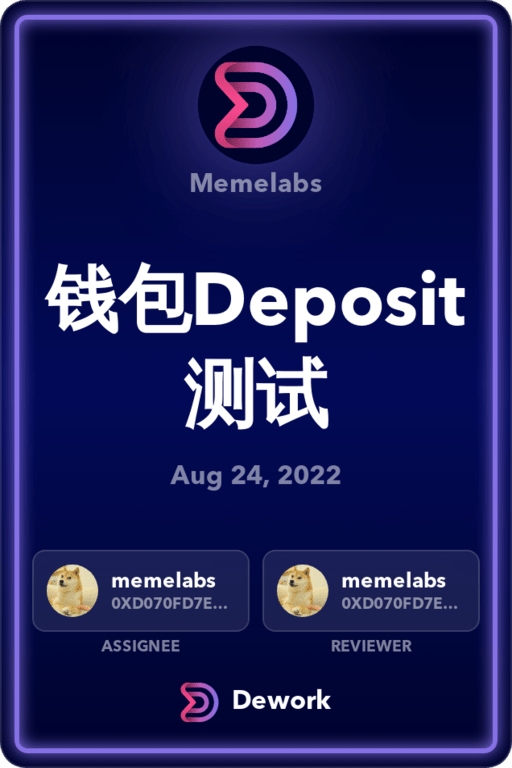 Memelabs
钱包Deposit
测试
Aug 24, 2022
memelabs
0XD070FD7E...
ASSIGNEE
memelabs
0XD070FD7E...
REVIEWER
Dework